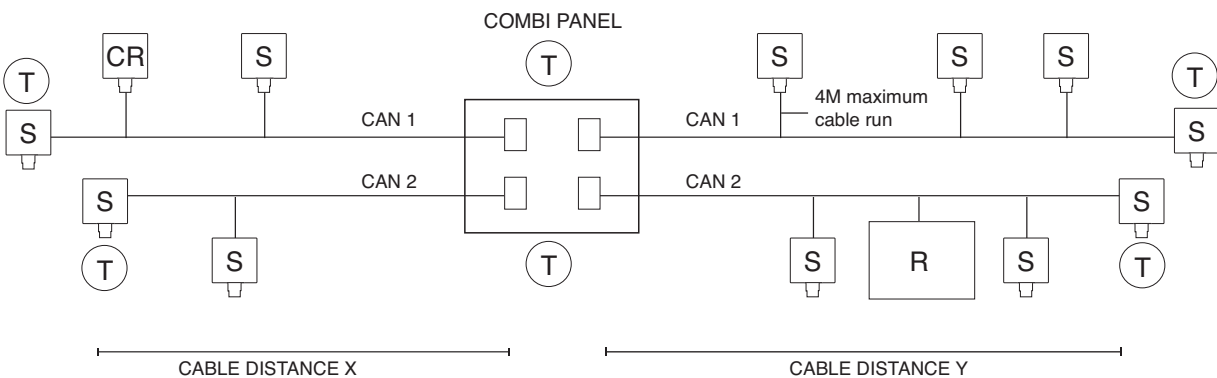 COMBI PANEL
T
CR
S
T
S
S
S
T
S
CAN 1
CAN 1
4M maximum
cable run
S
S
CAN 2
CAN 2
T
S
T
S
R
S
T
S
CABLE DISTANCE X
CABLE DISTANCE Y
T